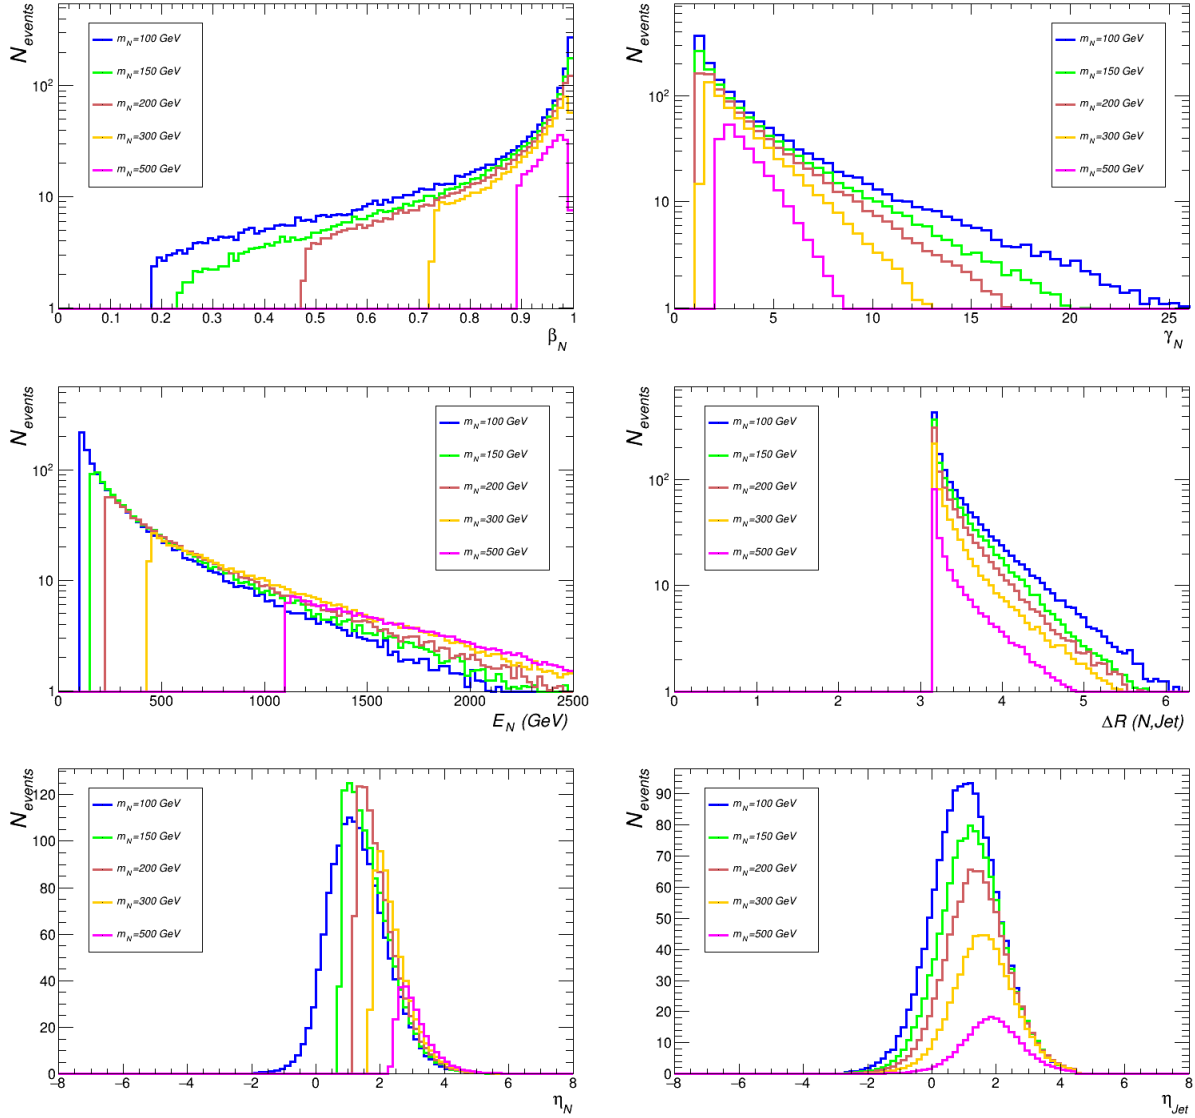 N_events
10²
10
1
m_N=100 GeV
m_N=150 GeV
m_N=200 GeV
m_N=300 GeV
m_N=500 GeV
0 0.1 0.2 0.3 0.4 0.5 0.6 0.7 0.8 0.9 1
β_N
N_events
10²
10
1
m_N=100 GeV
m_N=150 GeV
m_N=200 GeV
m_N=300 GeV
m_N=500 GeV
0 5 10 15 20 25
γ_N
N_events
10²
10
1
m_N=100 GeV
m_N=150 GeV
m_N=200 GeV
m_N=300 GeV
m_N=500 GeV
0 500 1000 1500 2000 2500
E_N (GeV)
N_events
10²
10
1
m_N=100 GeV
m_N=150 GeV
m_N=200 GeV
m_N=300 GeV
m_N=500 GeV
0 1 2 3 4 5 6
ΔR (N,Jet)
N_events
120
100
80
60
40
20
0
m_N=100 GeV
m_N=150 GeV
m_N=200 GeV
m_N=300 GeV
m_N=500 GeV
−8 −6 −4 −2 0 2 4 6 8
η_N
N_events
90
80
70
60
50
40
30
20
10
0
m_N=100 GeV
m_N=150 GeV
m_N=200 GeV
m_N=300 GeV
m_N=500 GeV
−8 −6 −4 −2 0 2 4 6 8
η_Jet